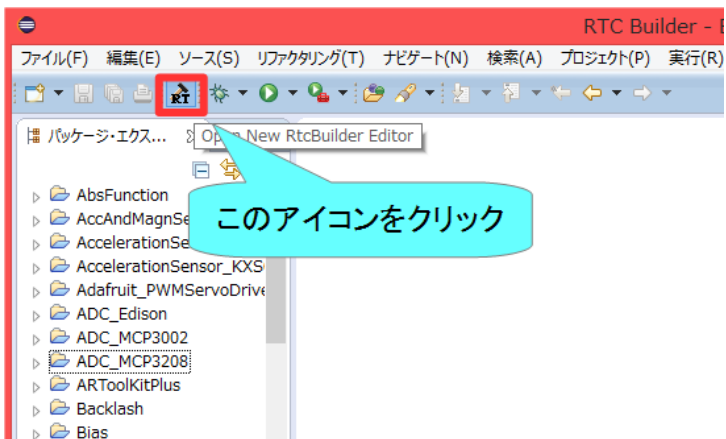 RTC Builder - E
ファイル(F) 編集(E) ソース(S) リファクタリング(T) ナビゲート(N) 検索(A) プロジェクト(P) 実行(R)
RT
パッケージ・エクス...
Open New RtcBuilder Editor
このアイコンをクリック
AbsFunction
AccAndMagnSe
AccelerationSe
AccelerationSensor_KXS
Adafruit_PWMServoDrive
ADC_Edison
ADC_MCP3002
ADC_MCP3208
ARToolKitPlus
Backlash
Bias